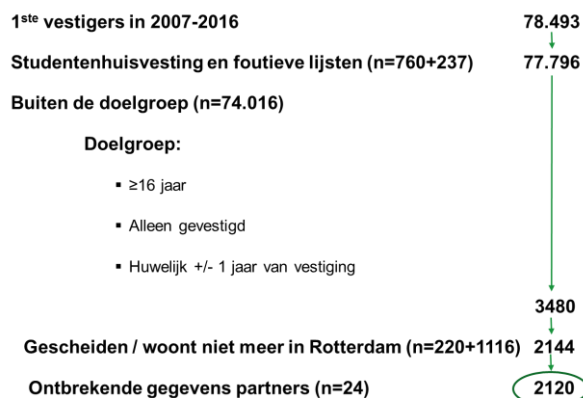 1ste vestigers in 2007-2016 78.493
Studentenhuisvesting en foutieve lijsten (n=760+237) 77.796
Buiten de doelgroep (n=74.016)
Doelgroep:
▪ ≥16 jaar
▪ Alleen gevestigd
▪ Huwelijk +/- 1 jaar van vestiging
3480
Gescheiden / woont niet meer in Rotterdam (n=220+1116) 2144
Ontbrekende gegevens partners (n=24) 2120